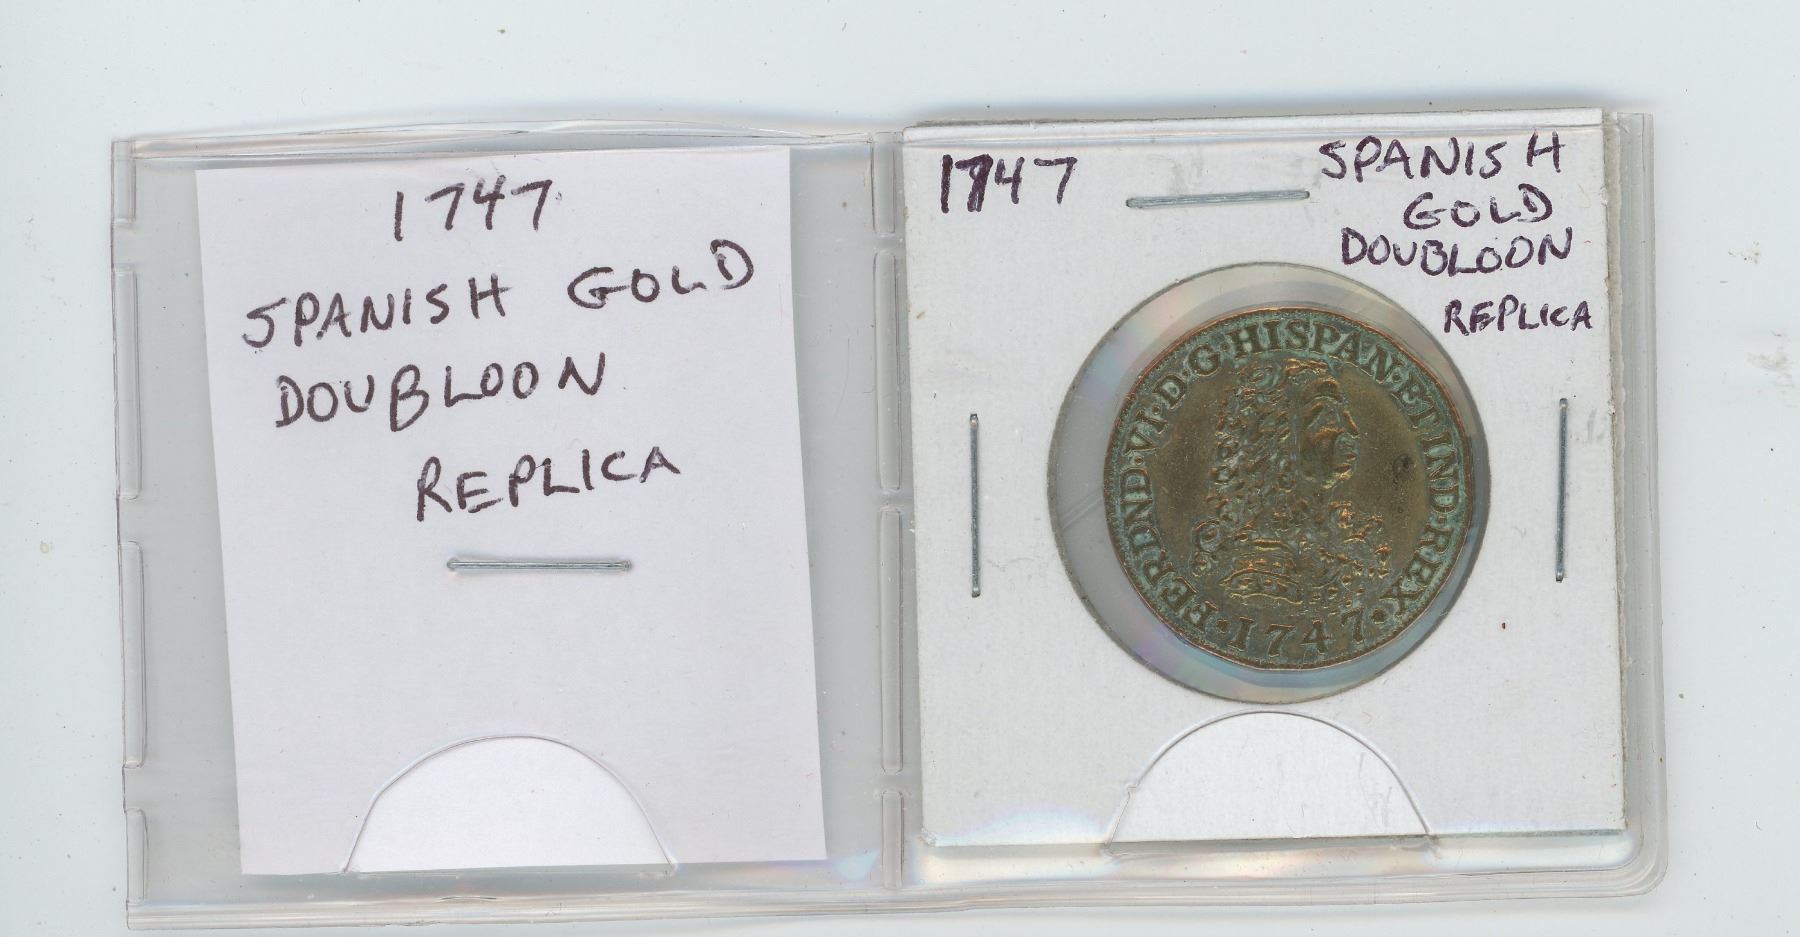 1747
SPANISH GOLD
DOUBLOON
REPLICA
1747
SPANISH
GOLD
DOUBLOON
REPLICA
FERDND·VI·D·G·HISPAN·ET IND·REX·
·1747·